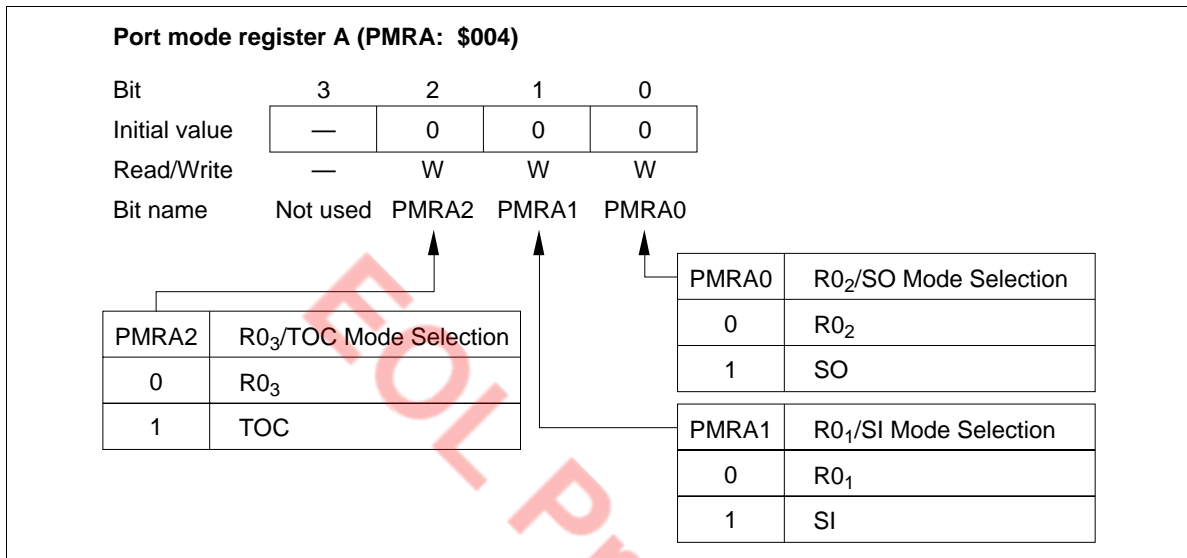 Port mode register A (PMRA: $004)
Bit 3 2 1 0
Initial value — 0 0 0
Read/Write — W W W
Bit name Not used PMRA2 PMRA1 PMRA0
PMRA0 R0₂/SO Mode Selection
0 R0₂
1 SO
PMRA2 R0₃/TOC Mode Selection
0 R0₃
1 TOC
PMRA1 R0₁/SI Mode Selection
0 R0₁
1 SI
EOL Pr